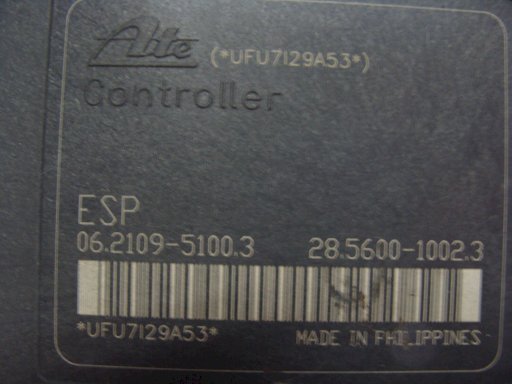 Ate (*UFU7129A53*)
Controller
ESP
06.2109-5100.3 28.5600-1002.3
*UFU7129A53*
MADE IN PHILIPPINES